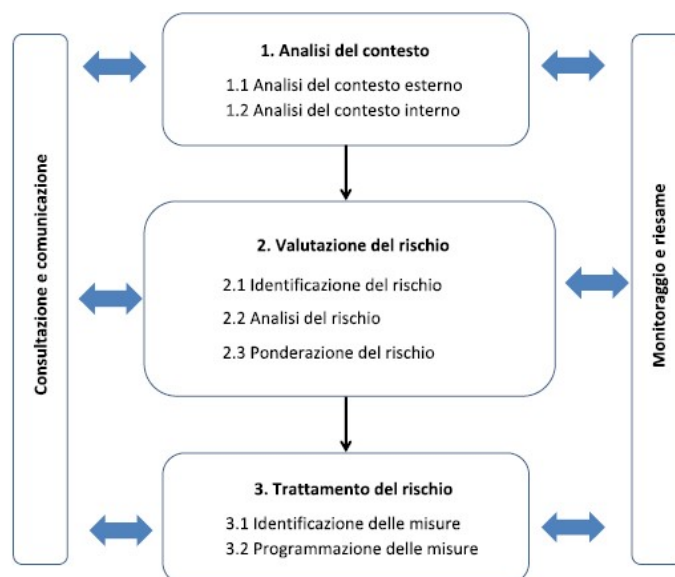 Consultazione e comunicazione
1. Analisi del contesto
1.1 Analisi del contesto esterno
1.2 Analisi del contesto interno
2. Valutazione del rischio
2.1 Identificazione del rischio
2.2 Analisi del rischio
2.3 Ponderazione del rischio
3. Trattamento del rischio
3.1 Identificazione delle misure
3.2 Programmazione delle misure
Monitoraggio e riesame